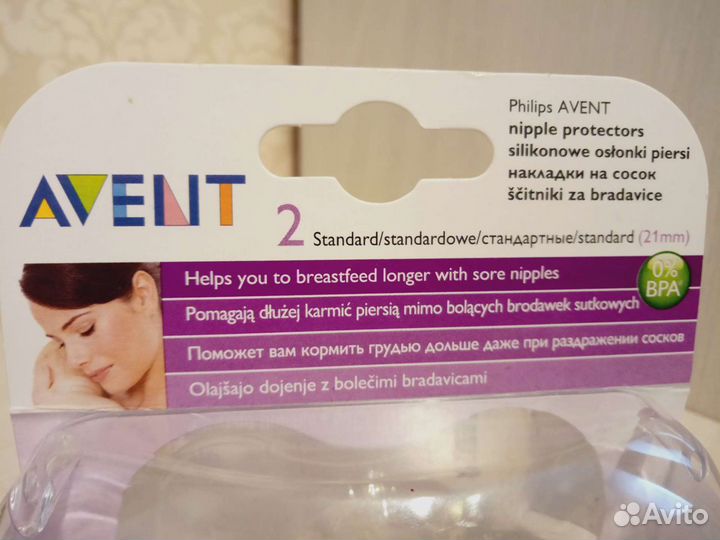 AVENT
Philips AVENT
nipple protectors
silikonowe osłonki piersi
накладки на сосок
ščitniki za bradavice
2 Standard/standardowe/стандартные/standard (21mm)
Helps you to breastfeed longer with sore nipples
0%
BPA
Pomagają dłużej karmić piersią mimo bolących brodawek sutkowych
Поможет вам кормить грудью дольше даже при раздражении сосков
Olajšajo dojenje z bolečimi bradavicami
Avito